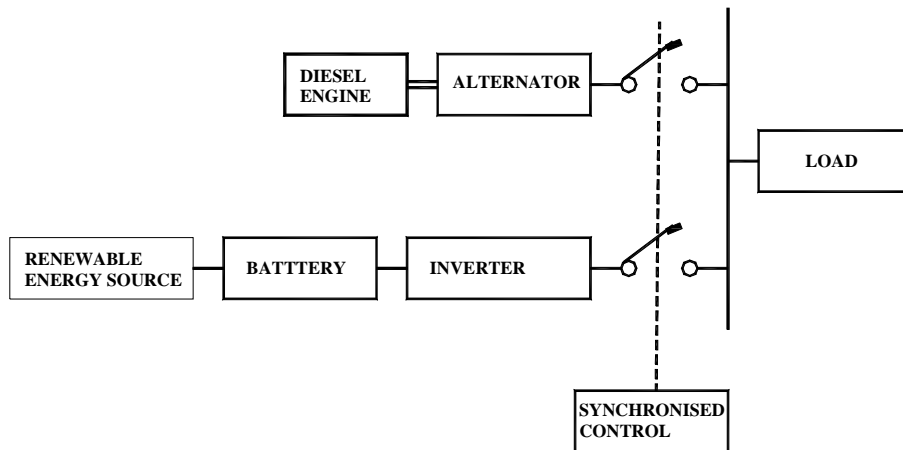 DIESEL
ENGINE
ALTERNATOR
LOAD
RENEWABLE
ENERGY SOURCE
BATTTERY
INVERTER
SYNCHRONISED
CONTROL